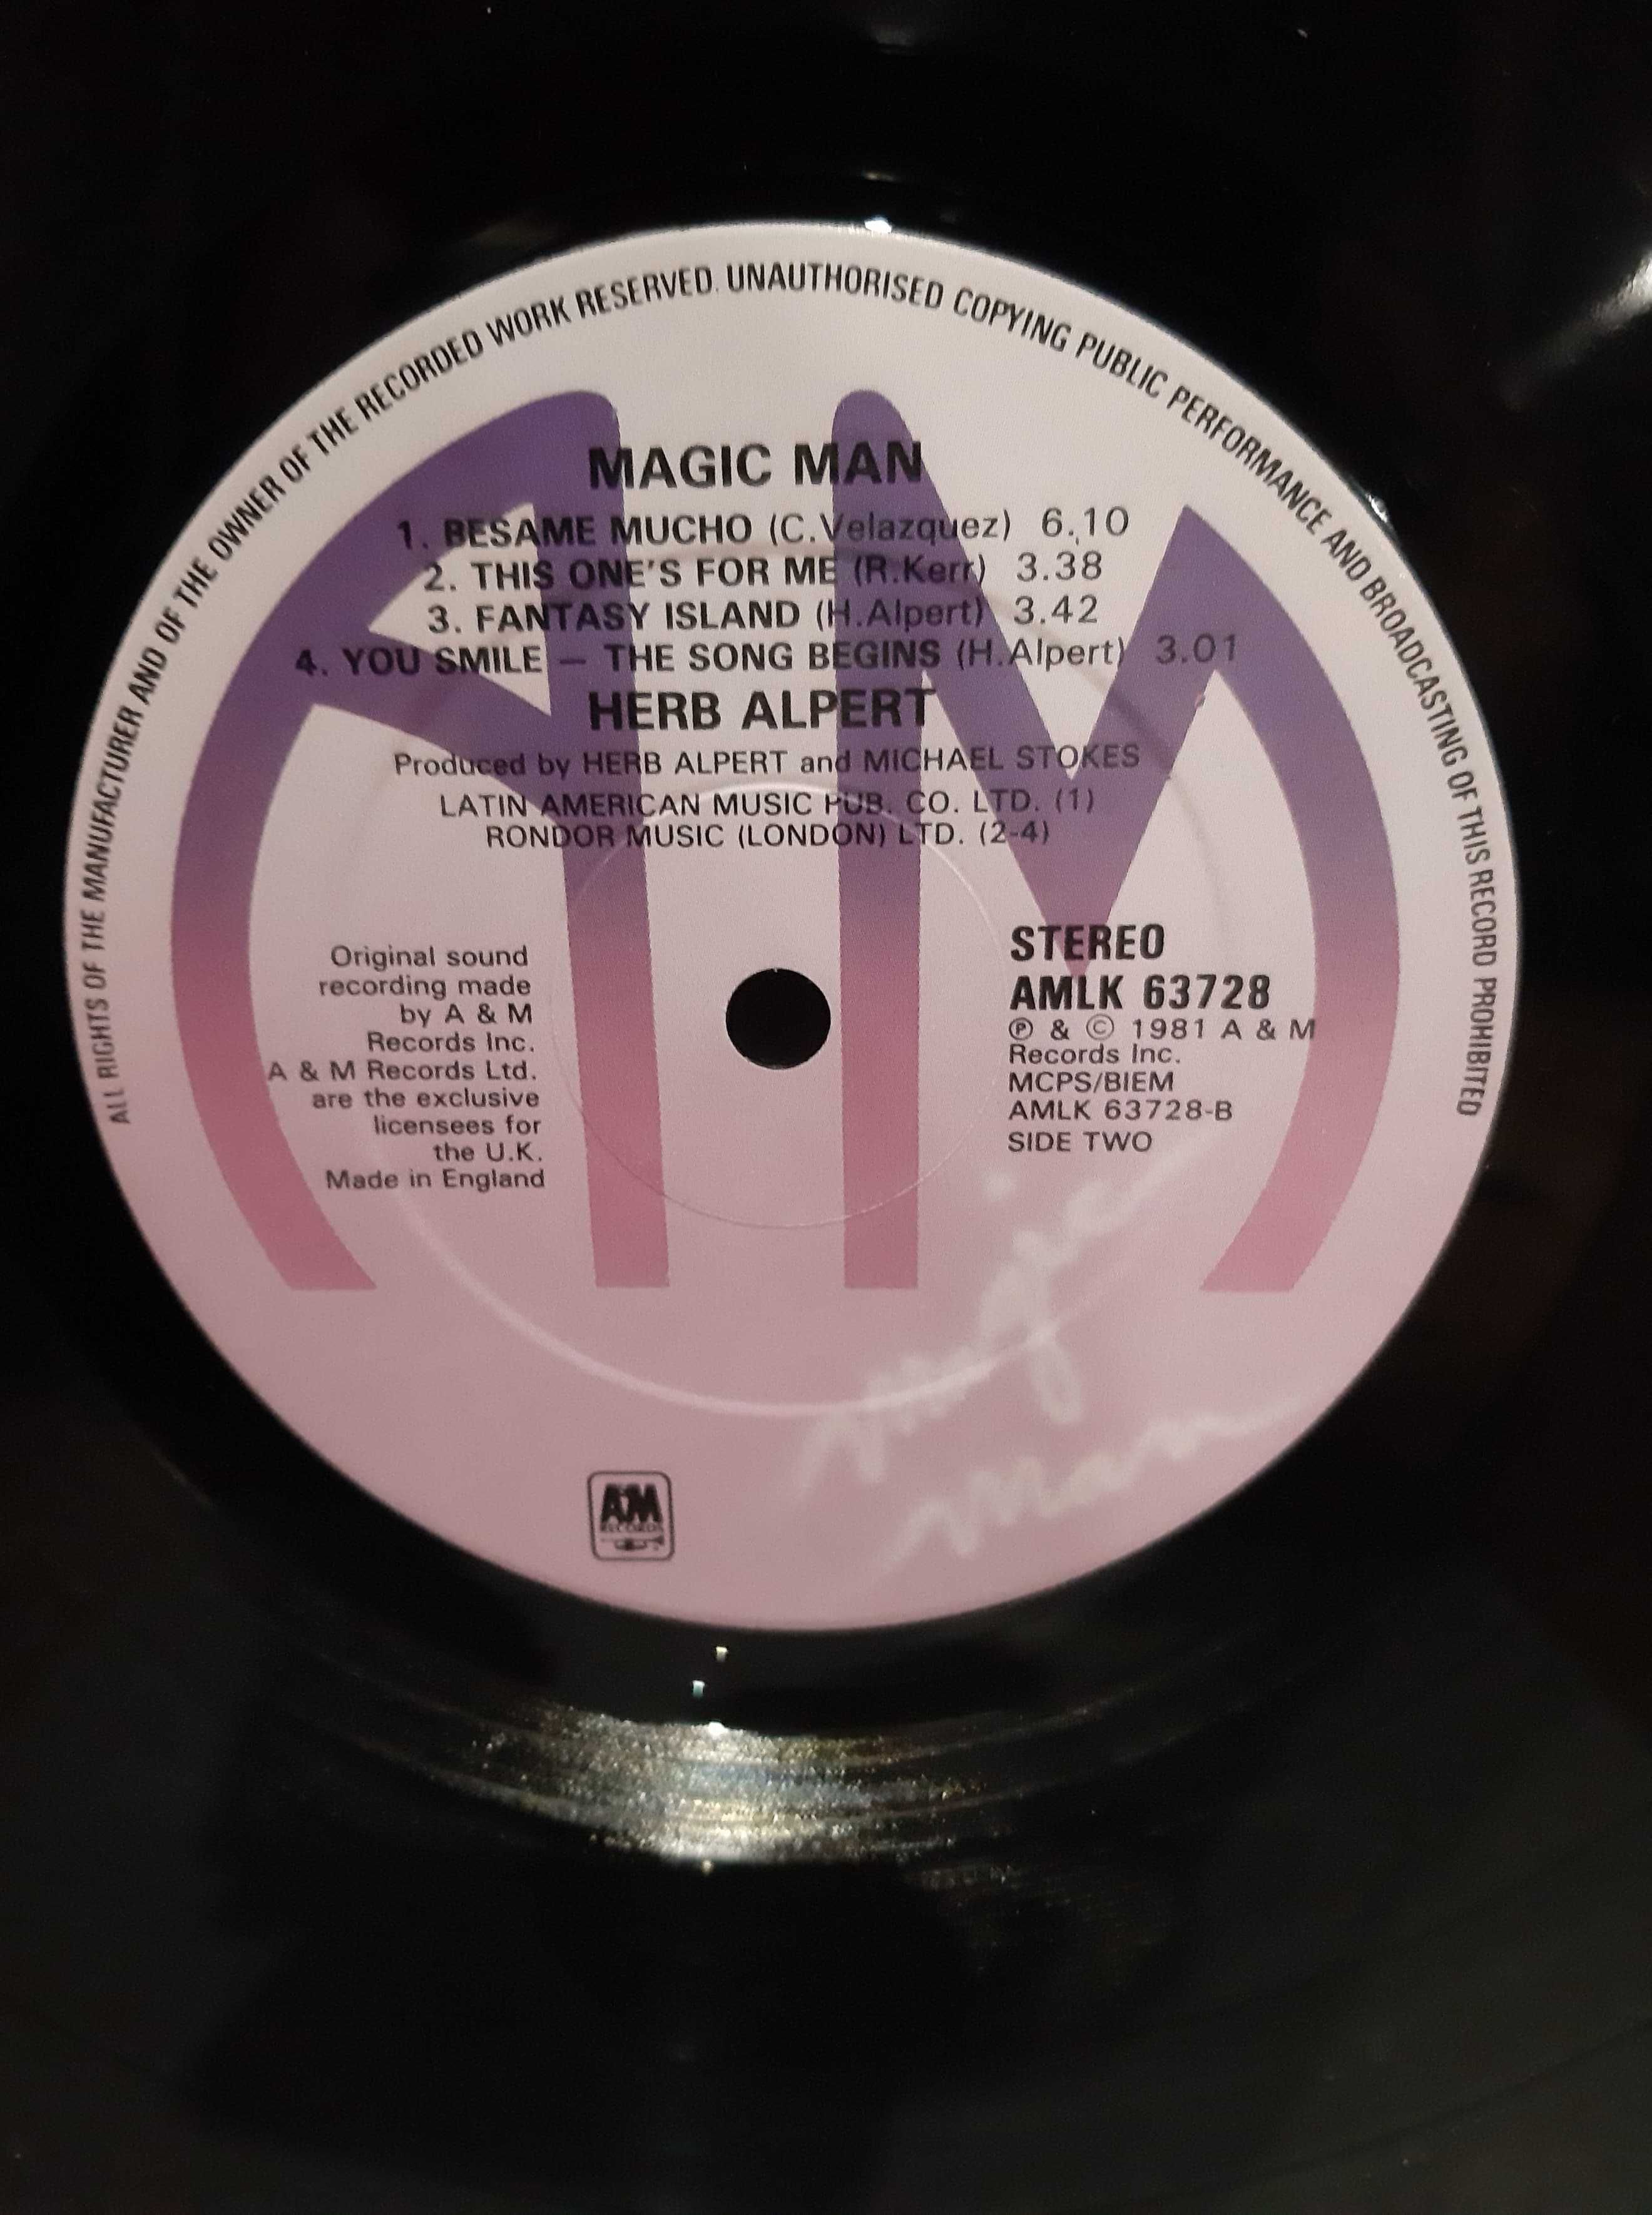 ALL RIGHTS OF THE MANUFACTURER AND OF THE OWNER OF THE RECORDED WORK RESERVED. UNAUTHORISED COPYING PUBLIC PERFORMANCE AND BROADCASTING OF THIS RECORD PROHIBITED
AM
MAGIC MAN
1. BESAME MUCHO (C.Velazquez) 6.10
2. THIS ONE'S FOR ME (R.Kerr) 3.38
3. FANTASY ISLAND (H.Alpert) 3.42
4. YOU SMILE — THE SONG BEGINS (H.Alpert) 3.01
HERB ALPERT
Produced by HERB ALPERT and MICHAEL STOKES
LATIN AMERICAN MUSIC PUB. CO. LTD. (1)
RONDOR MUSIC (LONDON) LTD. (2-4)
Original sound
recording made
by A & M
Records Inc.
A & M Records Ltd.
are the exclusive
licensees for
the U.K.
Made in England
STEREO
AMLK 63728
℗ & © 1981 A & M
Records Inc.
MCPS/BIEM
AMLK 63728-B
SIDE TWO
Magic
Man
A&M
RECORDS